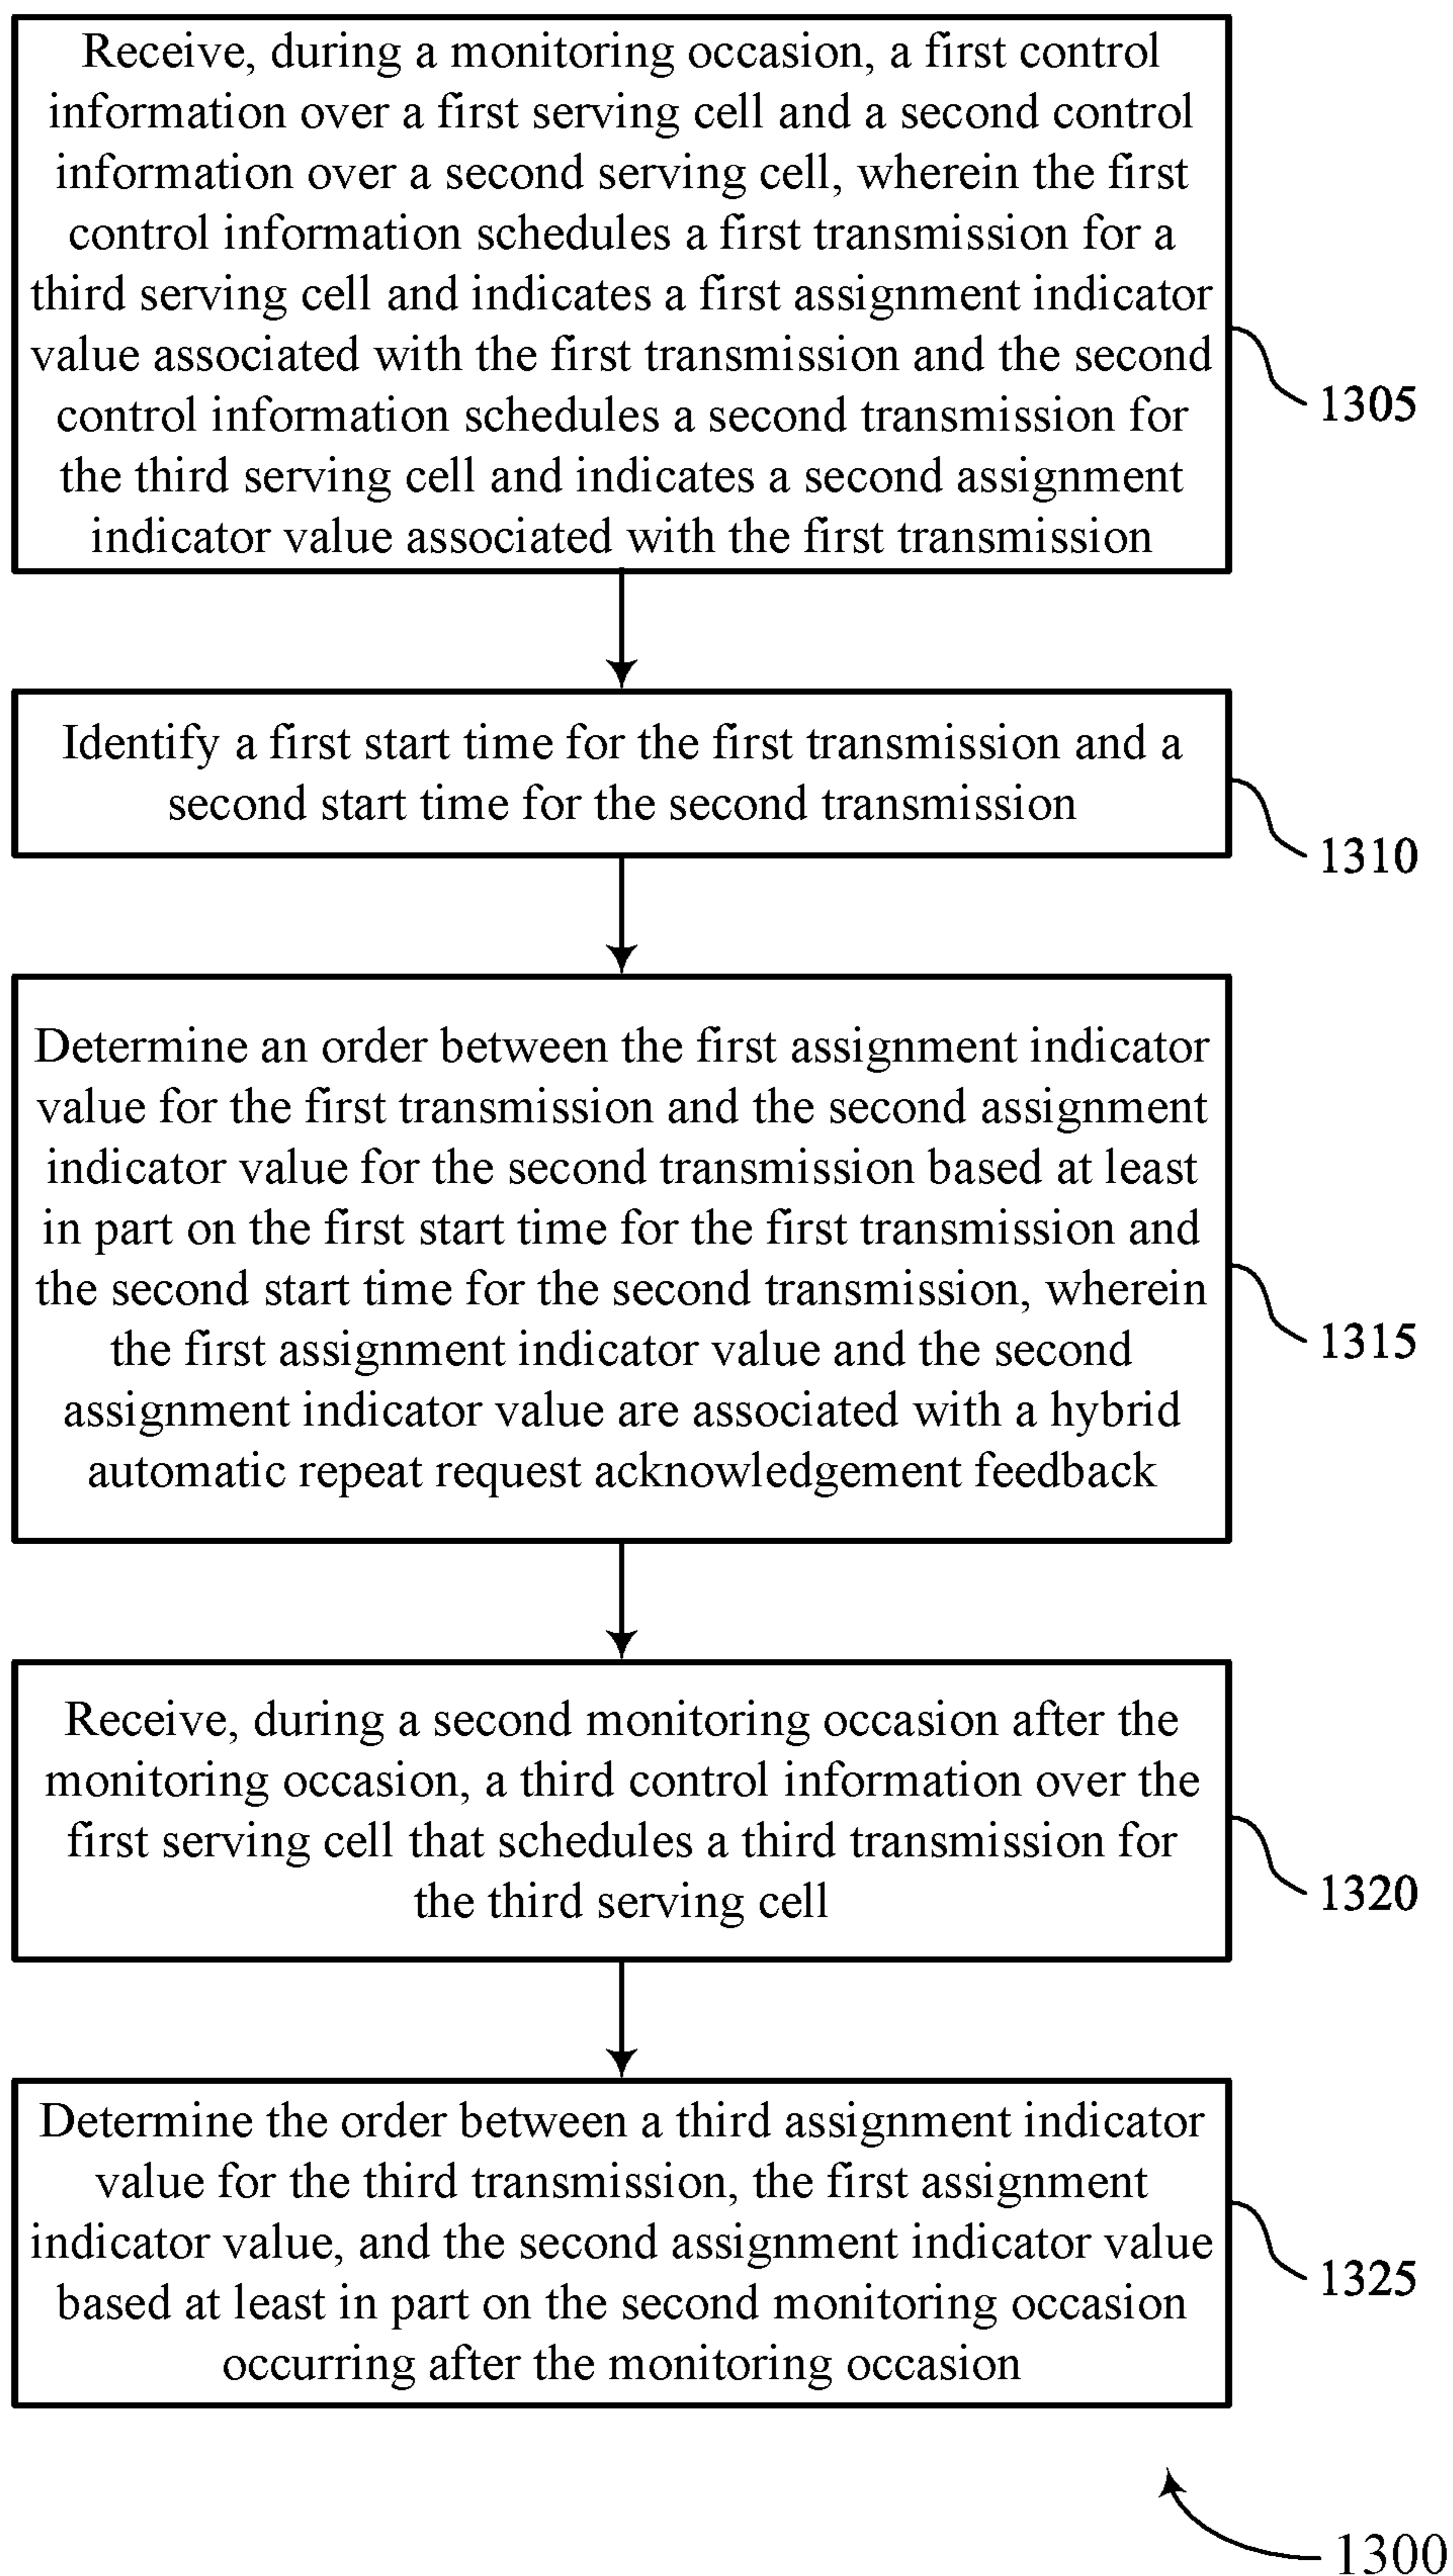 Receive, during a monitoring occasion, a first control
information over a first serving cell and a second control
information over a second serving cell, wherein the first
control information schedules a first transmission for a
third serving cell and indicates a first assignment indicator
value associated with the first transmission and the second
control information schedules a second transmission for
the third serving cell and indicates a second assignment
indicator value associated with the first transmission
1305
Identify a first start time for the first transmission and a
second start time for the second transmission
1310
Determine an order between the first assignment indicator
value for the first transmission and the second assignment
indicator value for the second transmission based at least
in part on the first start time for the first transmission and
the second start time for the second transmission, wherein
the first assignment indicator value and the second
assignment indicator value are associated with a hybrid
automatic repeat request acknowledgement feedback
1315
Receive, during a second monitoring occasion after the
monitoring occasion, a third control information over the
first serving cell that schedules a third transmission for
the third serving cell
1320
Determine the order between a third assignment indicator
value for the third transmission, the first assignment
indicator value, and the second assignment indicator value
based at least in part on the second monitoring occasion
occurring after the monitoring occasion
1325
1300